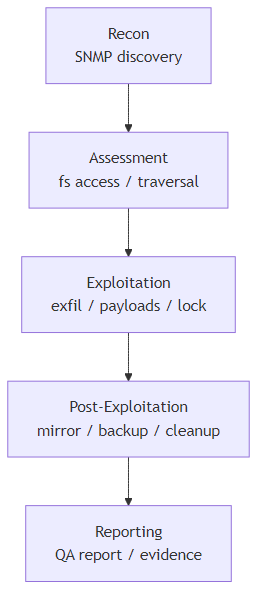 Recon
SNMP discovery
Assessment
fs access / traversal
Exploitation
exfil / payloads / lock
Post-Exploitation
mirror / backup / cleanup
Reporting
QA report / evidence